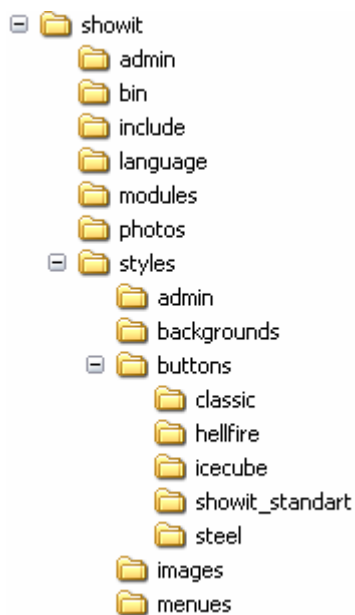 showit
admin
bin
include
language
modules
photos
styles
admin
backgrounds
buttons
classic
hellfire
icecube
showit_standart
steel
images
menues